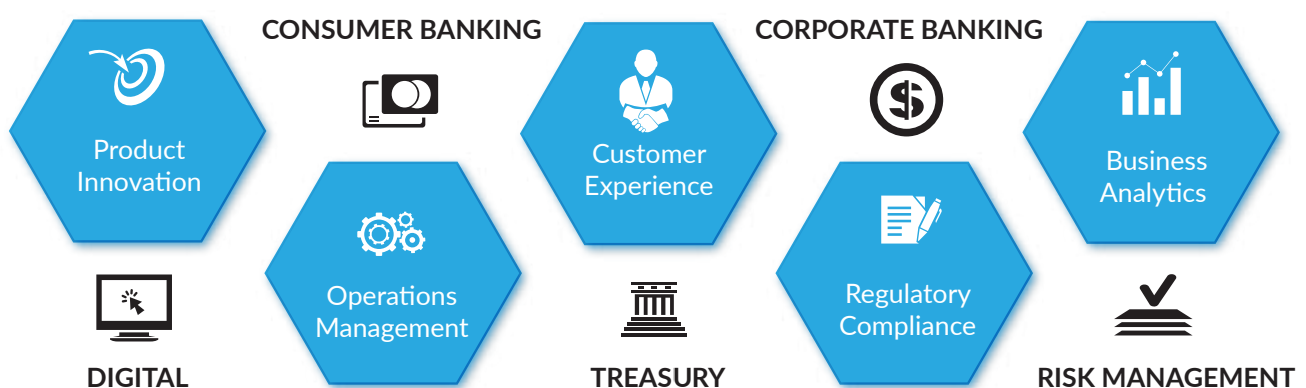 CONSUMER BANKING
CORPORATE BANKING
Product
Innovation
Customer
Experience
Business
Analytics
Operations
Management
Regulatory
Compliance
DIGITAL
TREASURY
RISK MANAGEMENT